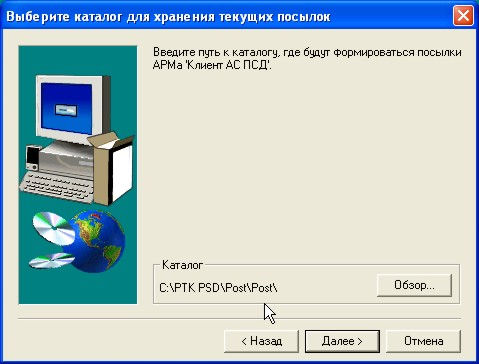 Выберите каталог для хранения текущих посылок
Введите путь к каталогу, где будут формироваться посылки
АРМа 'Клиент АС ПСД'.
Каталог
C:\PTK PSD\Post\Post\
Обзор...
< Назад
Далее >
Отмена